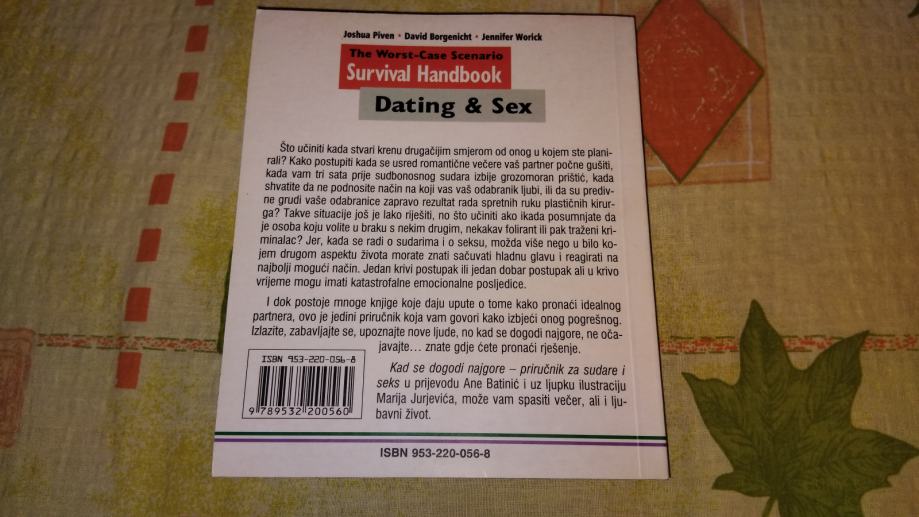 Joshua Piven • David Borgenicht • Jennifer Worick
The Worst-Case Scenario
Survival Handbook
Dating & Sex
Što učiniti kada stvari krenu drugačijim smjerom od onog u kojem ste plani-
rali? Kako postupiti kada se usred romantične večere vaš partner počne gušiti,
kada vam tri sata prije sudbonosnog sudara izbije grozomoran prištić, kada
shvatite da ne podnosite način na koji vas vaš odabranik ljubi, ili da su prediv-
ne grudi vaše odabranice zapravo rezultat rada spretnih ruku plastičnih kirur-
ga? Takve situacije još je lako riješiti, no što učiniti ako ikada posumnjate da
je osoba koju volite u braku s nekim drugim, nekakav folirant ili pak traženi kri-
minalac? Jer, kada se radi o sudarima i o seksu, možda više nego u bilo ko-
jem drugom aspektu života morate znati sačuvati hladnu glavu i reagirati na
najbolji mogući način. Jedan krivi postupak ili jedan dobar postupak ali u krivo
vrijeme mogu imati katastrofalne emocionalne posljedice.
I dok postoje mnoge knjige koje daju upute o tome kako pronaći idealnog
partnera, ovo je jedini priručnik koja vam govori kako izbjeći onog pogrešnog.
Izlazite, zabavljajte se, upoznajte nove ljude, no kad se dogodi najgore, ne oča-
javajte... znate gdje ćete pronaći rješenje.
Kad se dogodi najgore – priručnik za sudare i
seks u prijevodu Ane Batinić i uz ljupku ilustraciju
Marija Jurjevića, može vam spasiti večer, ali i lju-
bavni život.
ISBN 953-220-056-8
9 789532 200560
ISBN 953-220-056-8